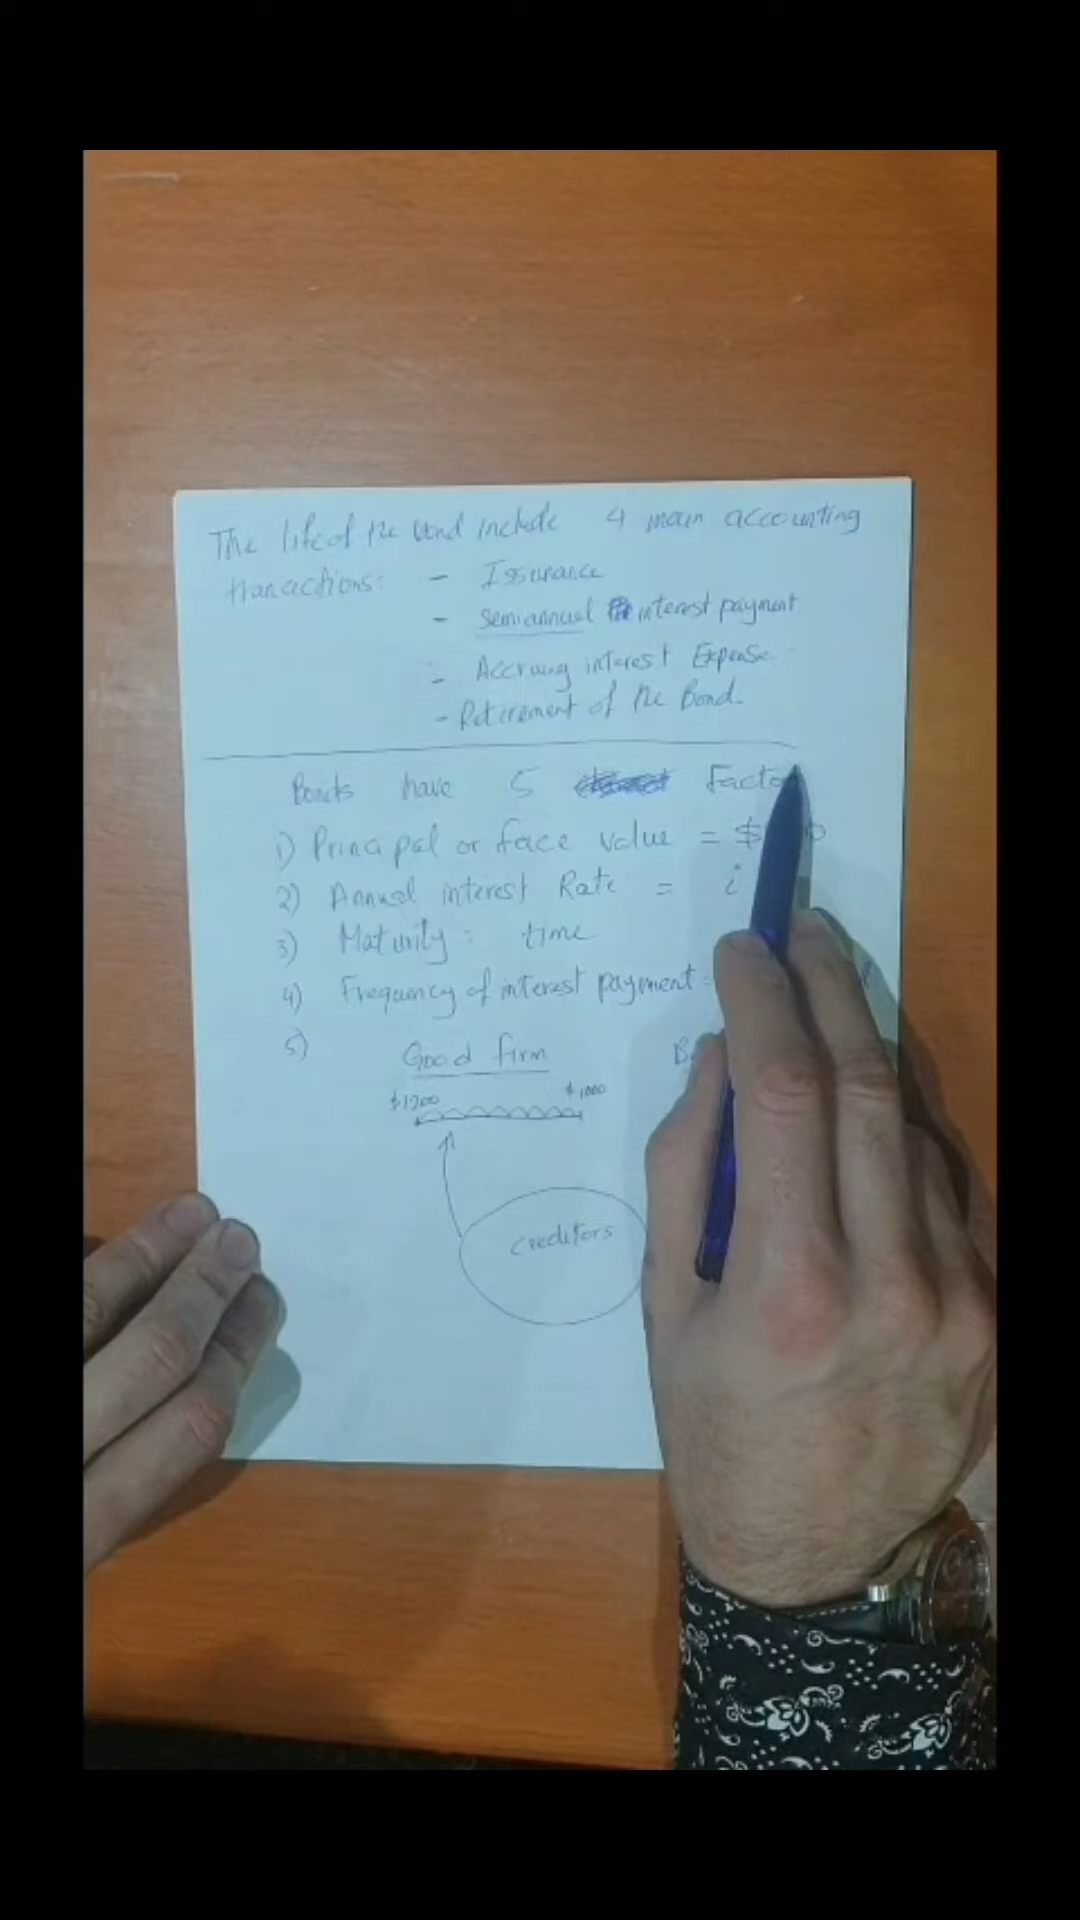 The life of the bond include 4 main accounting
tranactions: - Issurance
- Semiannual interest payment
- Accruing interest Expense
- Retirement of the Bond.
Bonds have 5 Facto
1) Principal or face value = $
2) Annual interest Rate = i
3) Maturity: time
4) Frequency of interest payment =
5) Good firm
$1200 $1000
creditors